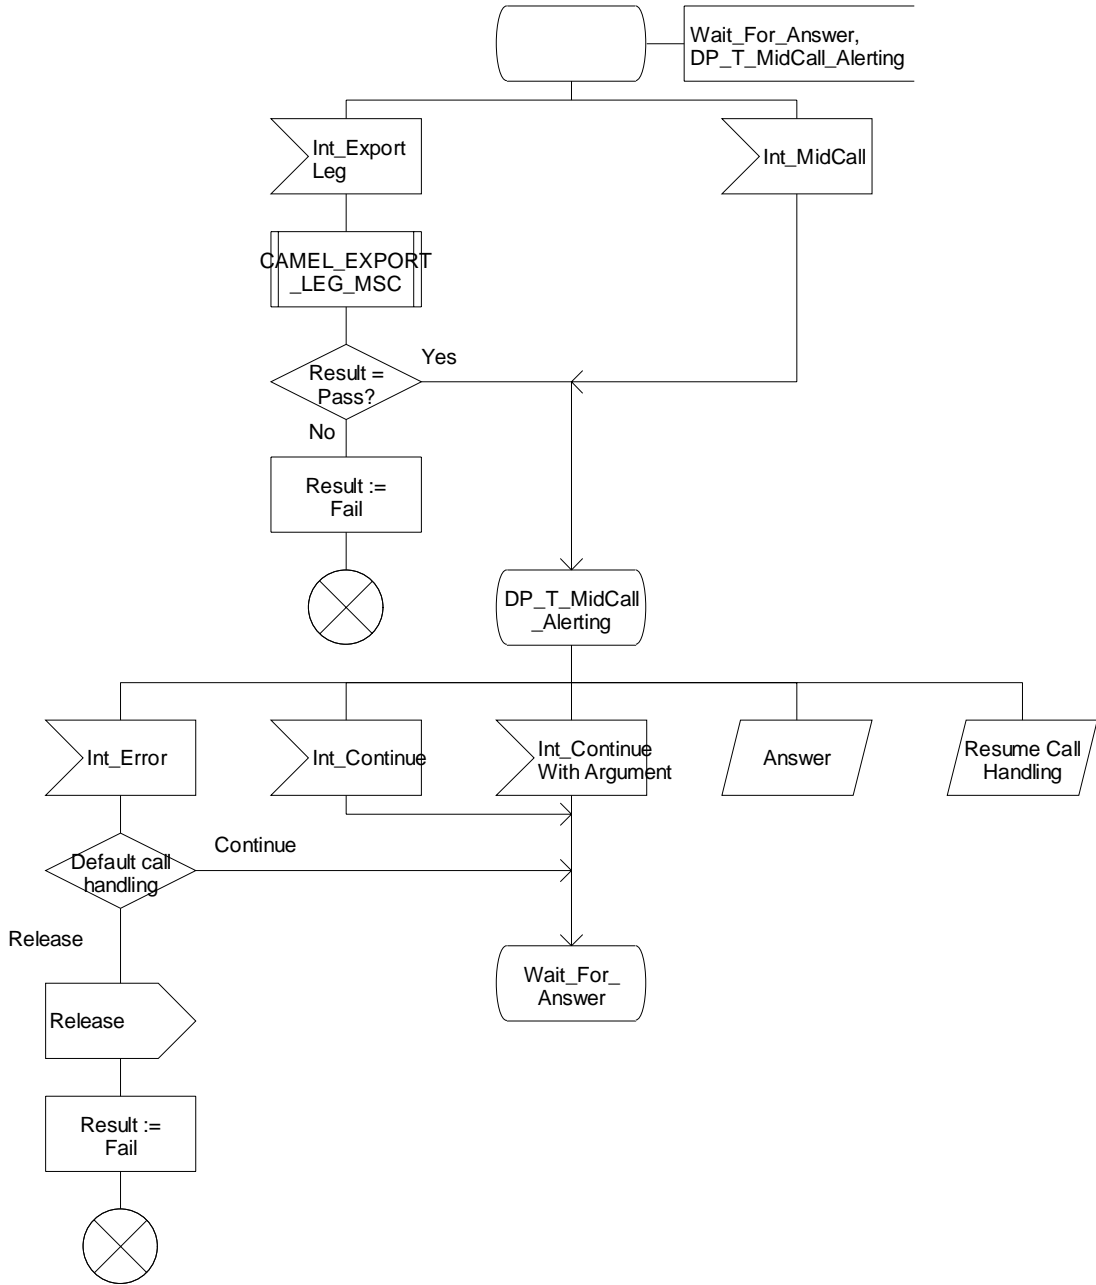 Wait_For_Answer,
DP_T_MidCall_Alerting
Int_Export
Leg
Int_MidCall
CAMEL_EXPORT
_LEG_MSC
Yes
Result =
Pass?
No
Result :=
Fail
DP_T_MidCall
_Alerting
Int_Error
Int_Continue
Int_Continue
With Argument
Answer
Resume Call
Handling
Continue
Default call
handling
Release
Wait_For_
Answer
Release
Result :=
Fail